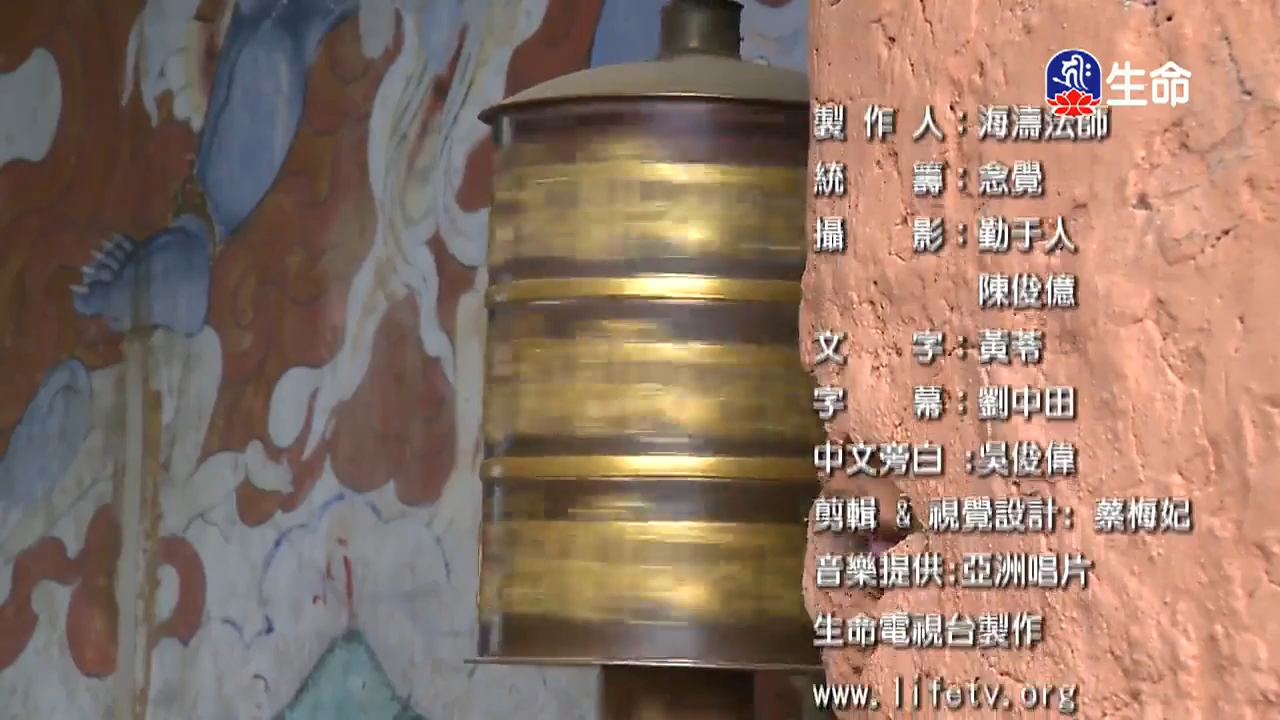 生命
製作人:海濤法師
統籌:念覺
攝影:勤于人
陳俊億
文字:黃菩
字幕:劉中田
中文旁白:吳俊偉
剪輯 & 視覺設計: 蔡梅妃
音樂提供:亞洲唱片
生命電視台製作
www.lifetv.org